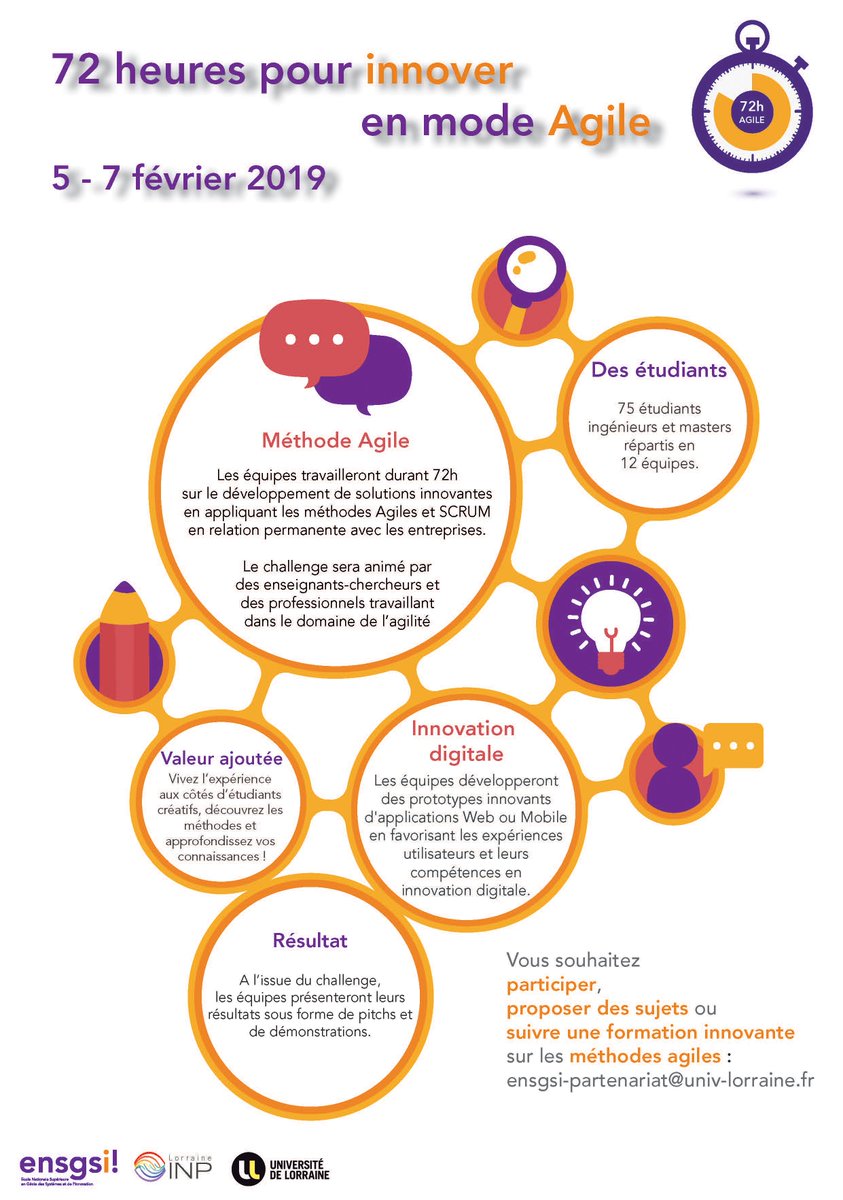 72 heures pour innover
en mode Agile
5 - 7 février 2019
72h
AGILE
Des étudiants
75 étudiants
ingénieurs et masters
répartis en
12 équipes.
Méthode Agile
Les équipes travailleront durant 72h
sur le développement de solutions innovantes
en appliquant les méthodes Agiles et SCRUM
en relation permanente avec les entreprises.
Le challenge sera animé par
des enseignants-chercheurs et
des professionnels travaillant
dans le domaine de l'agilité
Valeur ajoutée
Vivez l'expérience
aux côtés d'étudiants
créatifs, découvrez les
méthodes et
approfondissez vos
connaissances !
Innovation
digitale
Les équipes développeront
des prototypes innovants
d'applications Web ou Mobile
en favorisant les expériences
utilisateurs et leurs
compétences en
innovation digitale.
Résultat
A l'issue du challenge,
les équipes présenteront leurs
résultats sous forme de pitchs et
de démonstrations.
Vous souhaitez
participer,
proposer des sujets ou
suivre une formation innovante
sur les méthodes agiles :
ensgsi-partenariat@univ-lorraine.fr
ensgsi!
École Nationale Supérieure
en Génie des Systèmes et de l'Innovation
Lorraine
INP
UNIVERSITÉ
DE LORRAINE